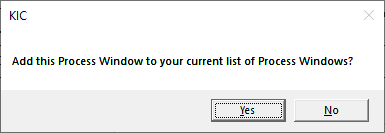 KIC
Add this Process Window to your current list of Process Windows?
Yes
No